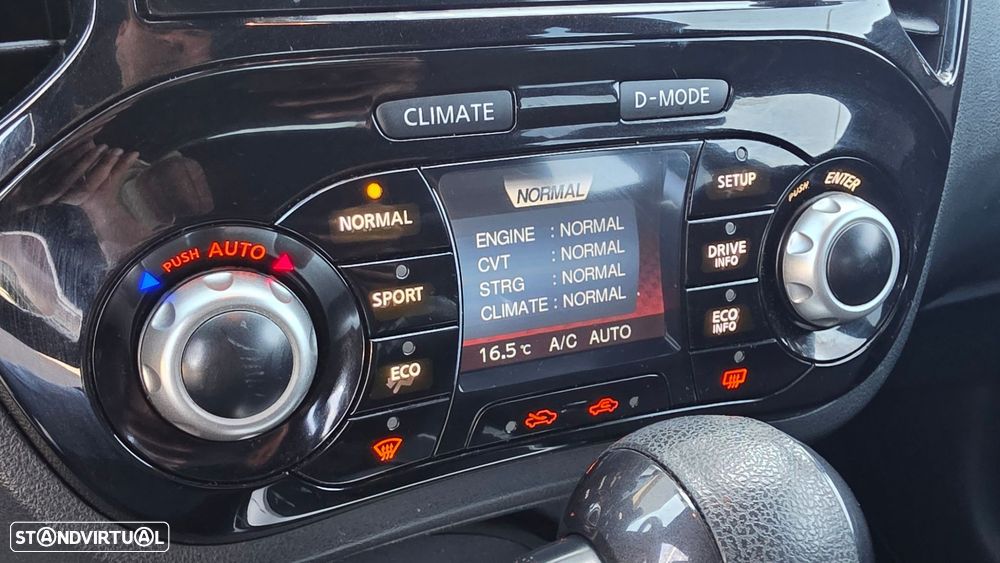 CLIMATE
D-MODE
NORMAL
SPORT
ECO
PUSH AUTO
NORMAL
ENGINE : NORMAL
CVT : NORMAL
STRG : NORMAL
CLIMATE : NORMAL
16.5°C A/C AUTO
SETUP
DRIVE
INFO
ECO
INFO
PUSH ENTER
STANDVIRTUAL